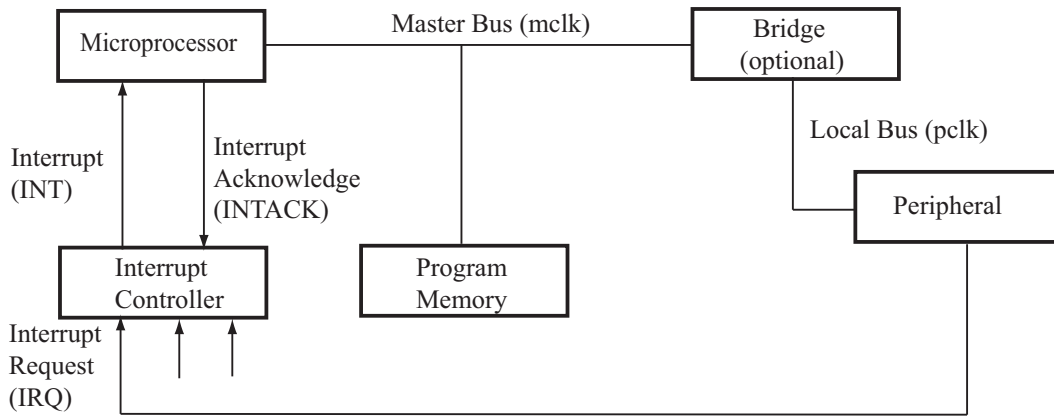 Microprocessor
Master Bus (mclk)
Bridge
(optional)
Local Bus (pclk)
Interrupt
(INT)
Interrupt
Acknowledge
(INTACK)
Peripheral
Interrupt
Controller
Program
Memory
Interrupt
Request
(IRQ)